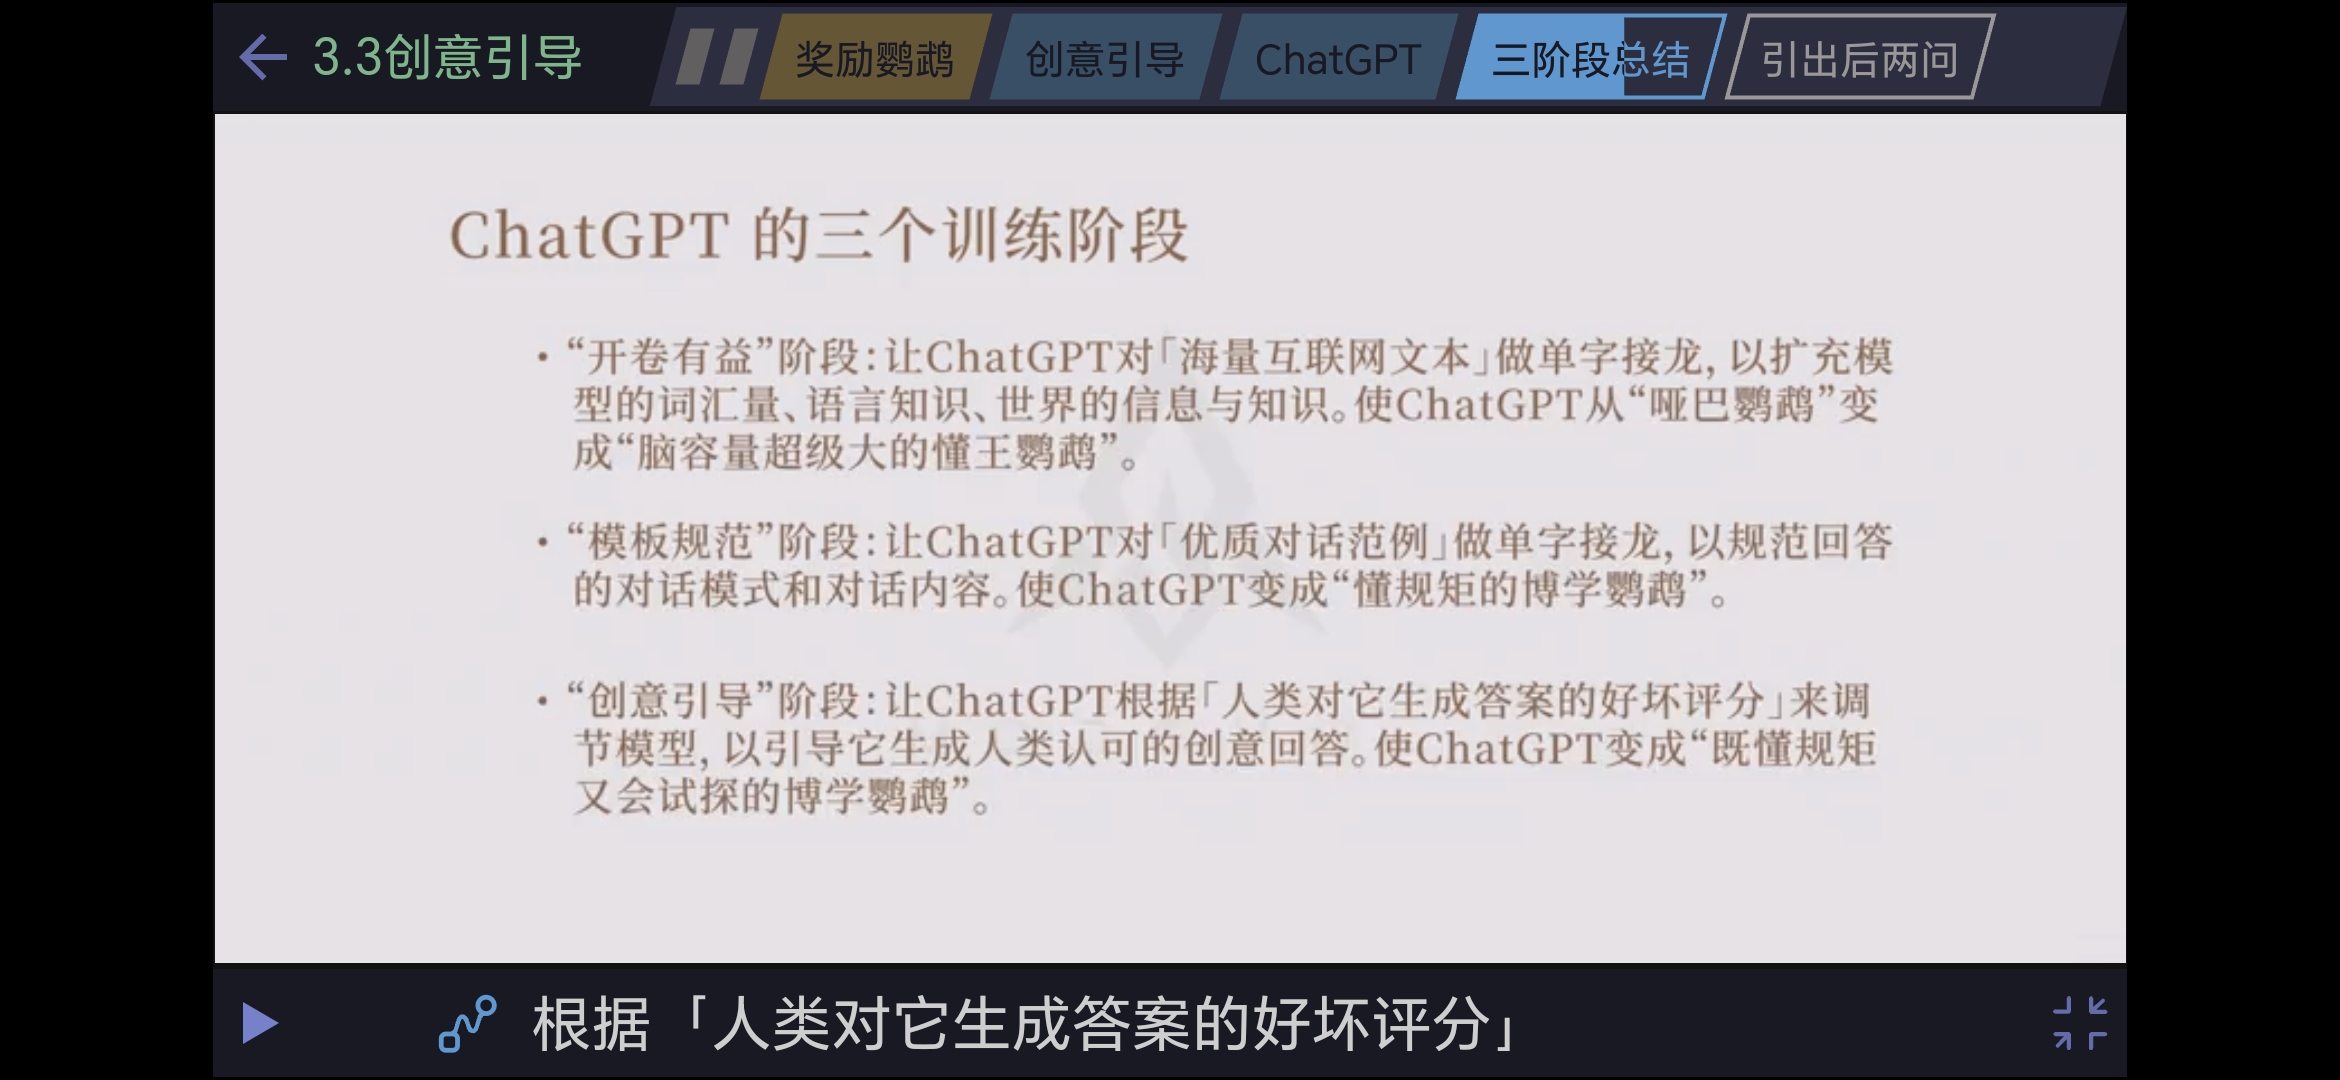 3.3创意引导
奖励鹦鹉
创意引导
ChatGPT
三阶段总结
引出后两问
ChatGPT 的三个训练阶段
•“开卷有益”阶段：让ChatGPT对「海量互联网文本」做单字接龙，以扩充模
型的词汇量、语言知识、世界的信息与知识。使ChatGPT从“哑巴鹦鹉”变
成“脑容量超级大的懂王鹦鹉”。
•“模板规范”阶段：让ChatGPT对「优质对话范例」做单字接龙，以规范回答
的对话模式和对话内容。使ChatGPT变成“懂规矩的博学鹦鹉”。
•“创意引导”阶段：让ChatGPT根据「人类对它生成答案的好坏评分」来调
节模型，以引导它生成人类认可的创意回答。使ChatGPT变成“既懂规矩
又会试探的博学鹦鹉”。
根据「人类对它生成答案的好坏评分」